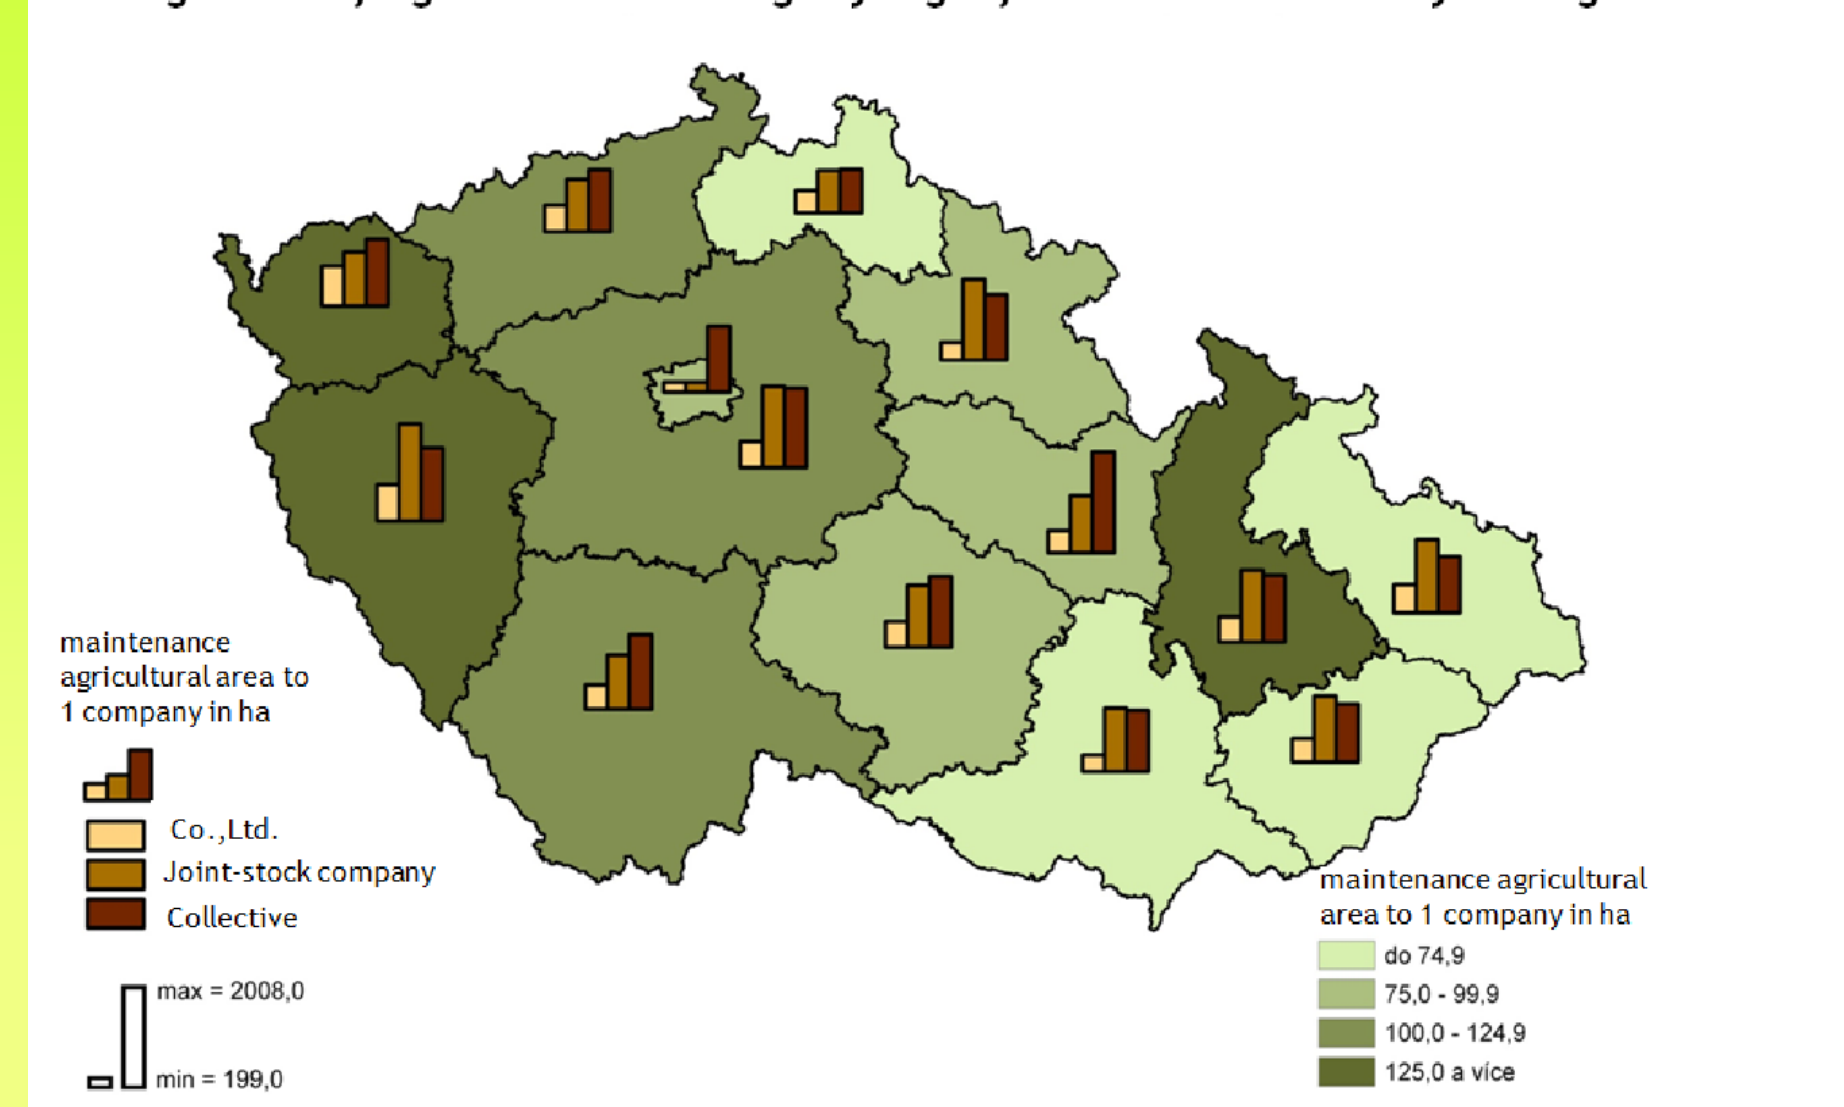 maintenance
agricultural area to
1 company in ha
Co.,Ltd.
Joint-stock company
Collective
max = 2008,0
min = 199,0
maintenance agricultural
area to 1 company in ha
do 74,9
75,0 - 99,9
100,0 - 124,9
125,0 a více